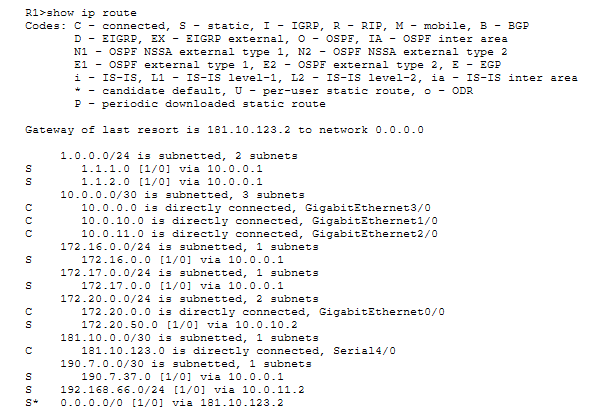 R1>show ip route
Codes: C - connected, S - static, I - IGRP, R - RIP, M - mobile, B - BGP
       D - EIGRP, EX - EIGRP external, O - OSPF, IA - OSPF inter area
       N1 - OSPF NSSA external type 1, N2 - OSPF NSSA external type 2
       E1 - OSPF external type 1, E2 - OSPF external type 2, E - EGP
       i - IS-IS, L1 - IS-IS level-1, L2 - IS-IS level-2, ia - IS-IS inter area
       * - candidate default, U - per-user static route, o - ODR
       P - periodic downloaded static route
Gateway of last resort is 181.10.123.2 to network 0.0.0.0
     1.0.0.0/24 is subnetted, 2 subnets
S       1.1.1.0 [1/0] via 10.0.0.1
S       1.1.2.0 [1/0] via 10.0.0.1
     10.0.0.0/30 is subnetted, 3 subnets
C       10.0.0.0 is directly connected, GigabitEthernet3/0
C       10.0.10.0 is directly connected, GigabitEthernet1/0
C       10.0.11.0 is directly connected, GigabitEthernet2/0
     172.16.0.0/24 is subnetted, 1 subnets
S       172.16.0.0 [1/0] via 10.0.0.1
     172.17.0.0/24 is subnetted, 1 subnets
S       172.17.0.0 [1/0] via 10.0.0.1
     172.20.0.0/24 is subnetted, 2 subnets
C       172.20.0.0 is directly connected, GigabitEthernet0/0
S       172.20.50.0 [1/0] via 10.0.10.2
     181.10.0.0/30 is subnetted, 1 subnets
C       181.10.123.0 is directly connected, Serial4/0
     190.7.0.0/30 is subnetted, 1 subnets
S       190.7.37.0 [1/0] via 10.0.0.1
S    192.168.66.0/24 [1/0] via 10.0.11.2
S*   0.0.0.0/0 [1/0] via 181.10.123.2